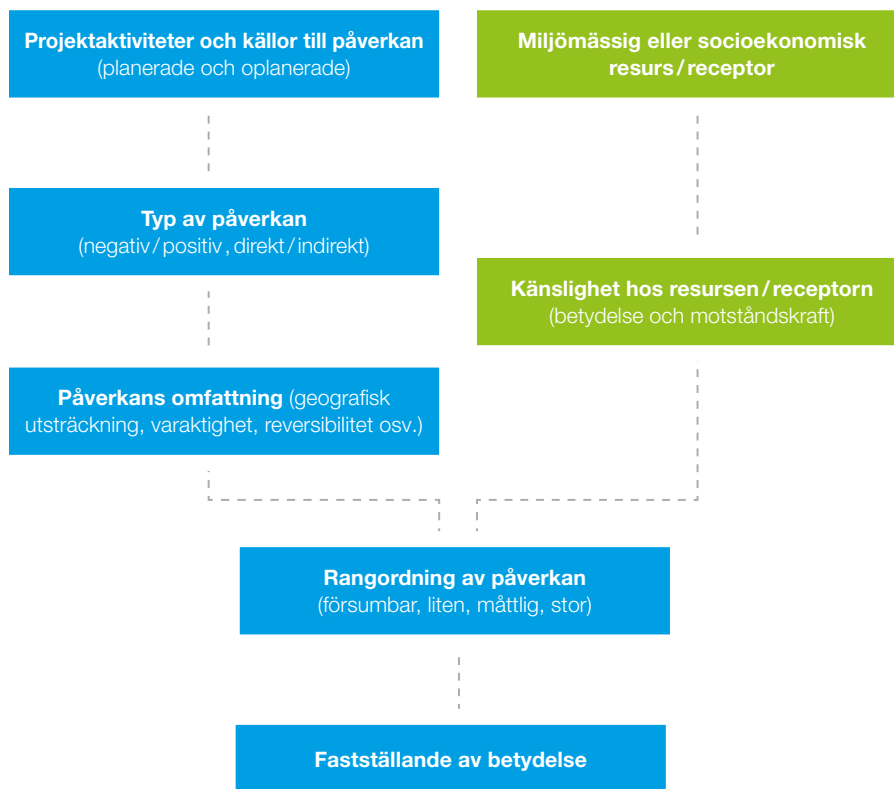 Projektaktiviteter och källor till påverkan
(planerade och oplanerade)
Miljömässig eller socioekonomisk
resurs/receptor
Typ av påverkan
(negativ/positiv, direkt/indirekt)
Känslighet hos resursen/receptorn
(betydelse och motståndskraft)
Påverkans omfattning (geografisk
utsträckning, varaktighet, reversibilitet osv.)
Rangordning av påverkan
(försumbar, liten, måttlig, stor)
Fastställande av betydelse